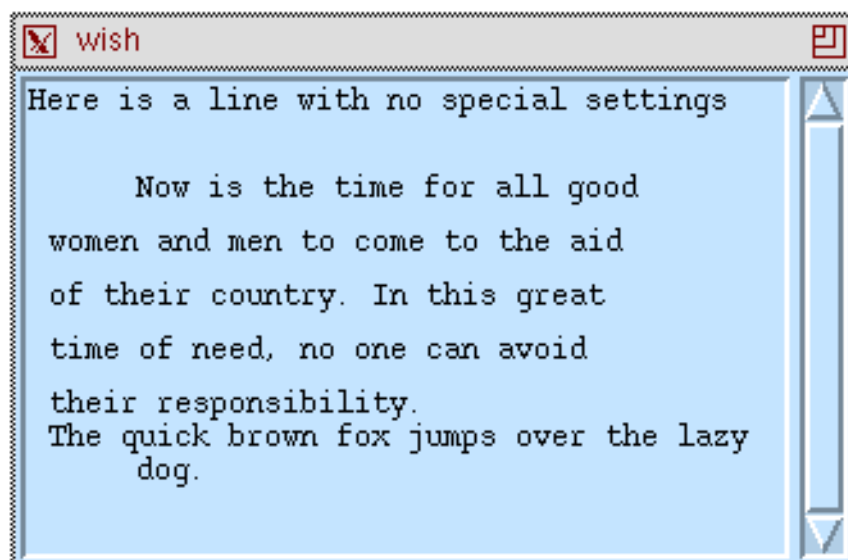 wish
Here is a line with no special settings
Now is the time for all good
women and men to come to the aid
of their country. In this great
time of need, no one can avoid
their responsibility.
The quick brown fox jumps over the lazy
dog.